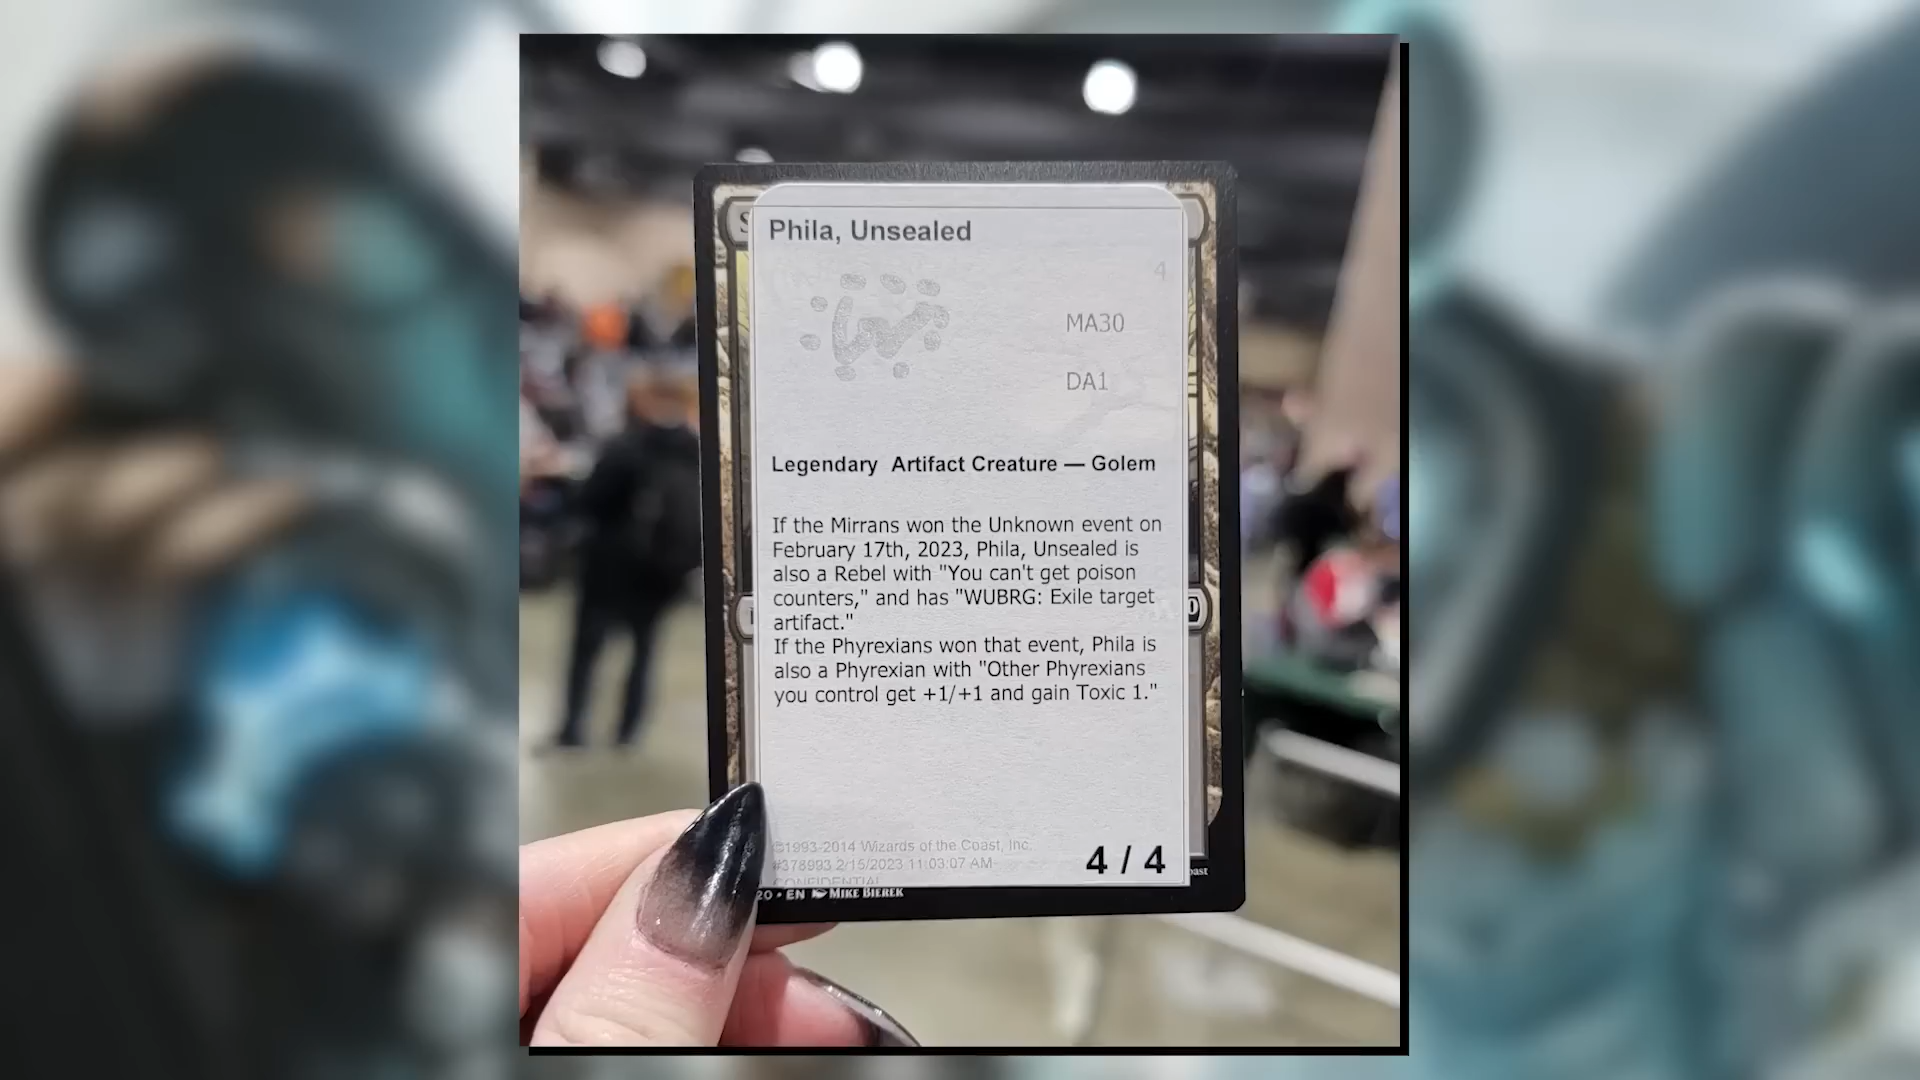 Phila, Unsealed
4
MA30
DA1
Legendary Artifact Creature — Golem
If the Mirrans won the Unknown event on
February 17th, 2023, Phila, Unsealed is
also a Rebel with "You can't get poison
counters," and has "WUBRG: Exile target
artifact."
If the Phyrexians won that event, Phila is
also a Phyrexian with "Other Phyrexians
you control get +1/+1 and gain Toxic 1."
©1993-2014 Wizards of the Coast, Inc.
#376993 2/15/2023 11:03:07 AM
CONFIDENTIAL
4 / 4
20 • EN MIKE BIEREK